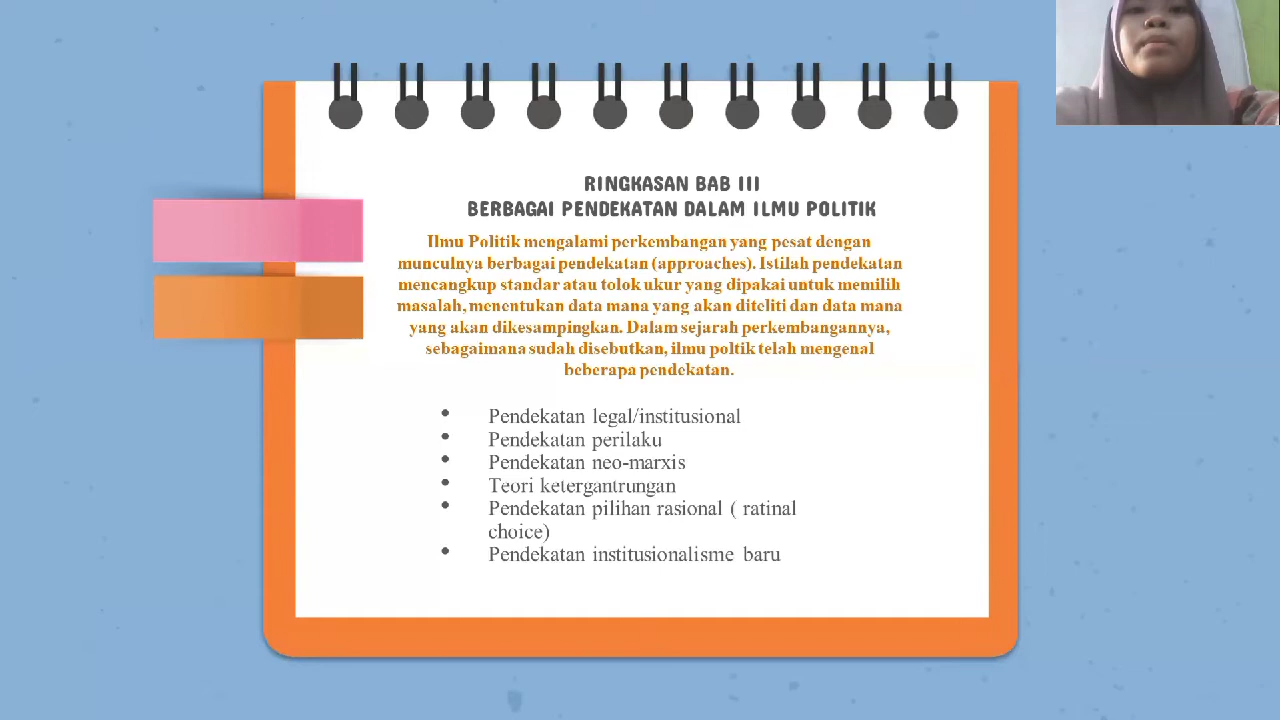 RINGKASAN BAB III
BERBAGAI PENDEKATAN DALAM ILMU POLITIK
Ilmu Politik mengalami perkembangan yang pesat dengan
munculnya berbagai pendekatan (approaches). Istilah pendekatan
mencangkup standar atau tolok ukur yang dipakai untuk memilih
masalah, menentukan data mana yang akan diteliti dan data mana
yang akan dikesampingkan. Dalam sejarah perkembangannya,
sebagaimana sudah disebutkan, ilmu poltik telah mengenal
beberapa pendekatan.
• Pendekatan legal/institusional
• Pendekatan perilaku
• Pendekatan neo-marxis
• Teori ketergantrungan
• Pendekatan pilihan rasional ( ratinal
choice)
• Pendekatan institusionalisme baru